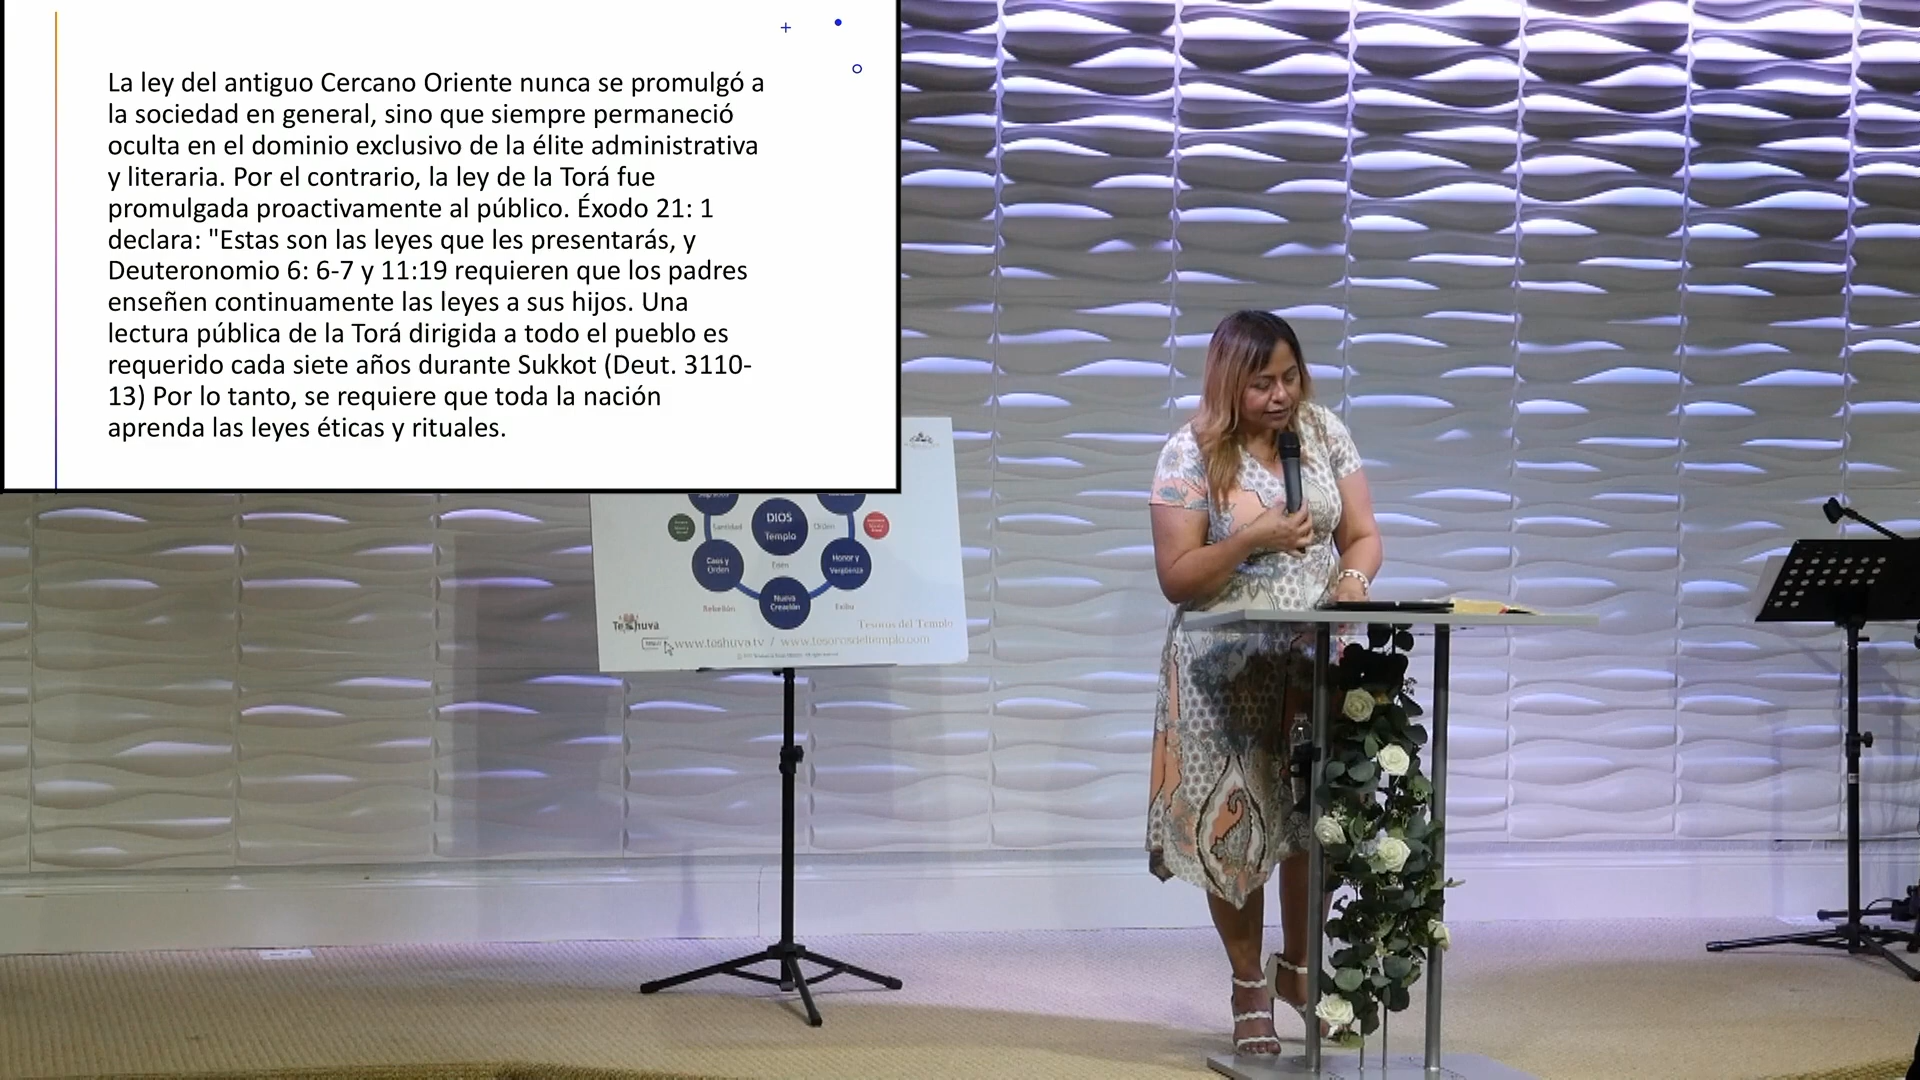 La ley del antiguo Cercano Oriente nunca se promulgó a
la sociedad en general, sino que siempre permaneció
oculta en el dominio exclusivo de la élite administrativa
y literaria. Por el contrario, la ley de la Torá fue
promulgada proactivamente al público. Éxodo 21: 1
declara: "Estas son las leyes que les presentarás, y
Deuteronomio 6: 6-7 y 11:19 requieren que los padres
enseñen continuamente las leyes a sus hijos. Una
lectura pública de la Torá dirigida a todo el pueblo es
requerido cada siete años durante Sukkot (Deut. 3110-
13) Por lo tanto, se requiere que toda la nación
aprenda las leyes éticas y rituales.
Santidad
DIOS
Templo
Orden
Caos y
Orden
Eden
Honor y
Vergüenza
Nueva
Creación
Rebelión
Exilio
Teshuva
Tesoros del Templo
www.teshuva.tv / www.tesorosdeltemplo.com